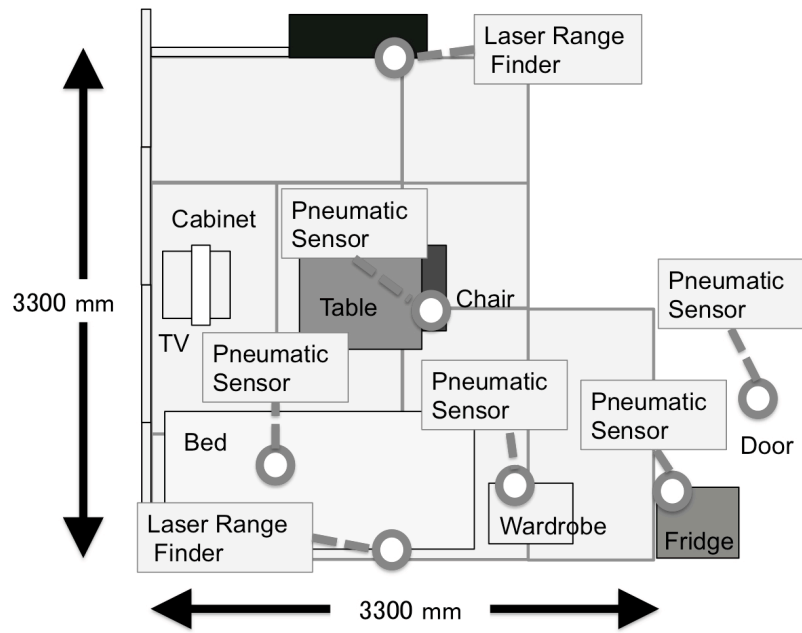 Laser Range
Finder
Cabinet
Pneumatic
Sensor
Pneumatic
Sensor
3300 mm
Table
Chair
TV
Pneumatic
Sensor
Pneumatic
Sensor
Pneumatic
Sensor
Bed
Door
Laser Range
Finder
Wardrobe
Fridge
3300 mm